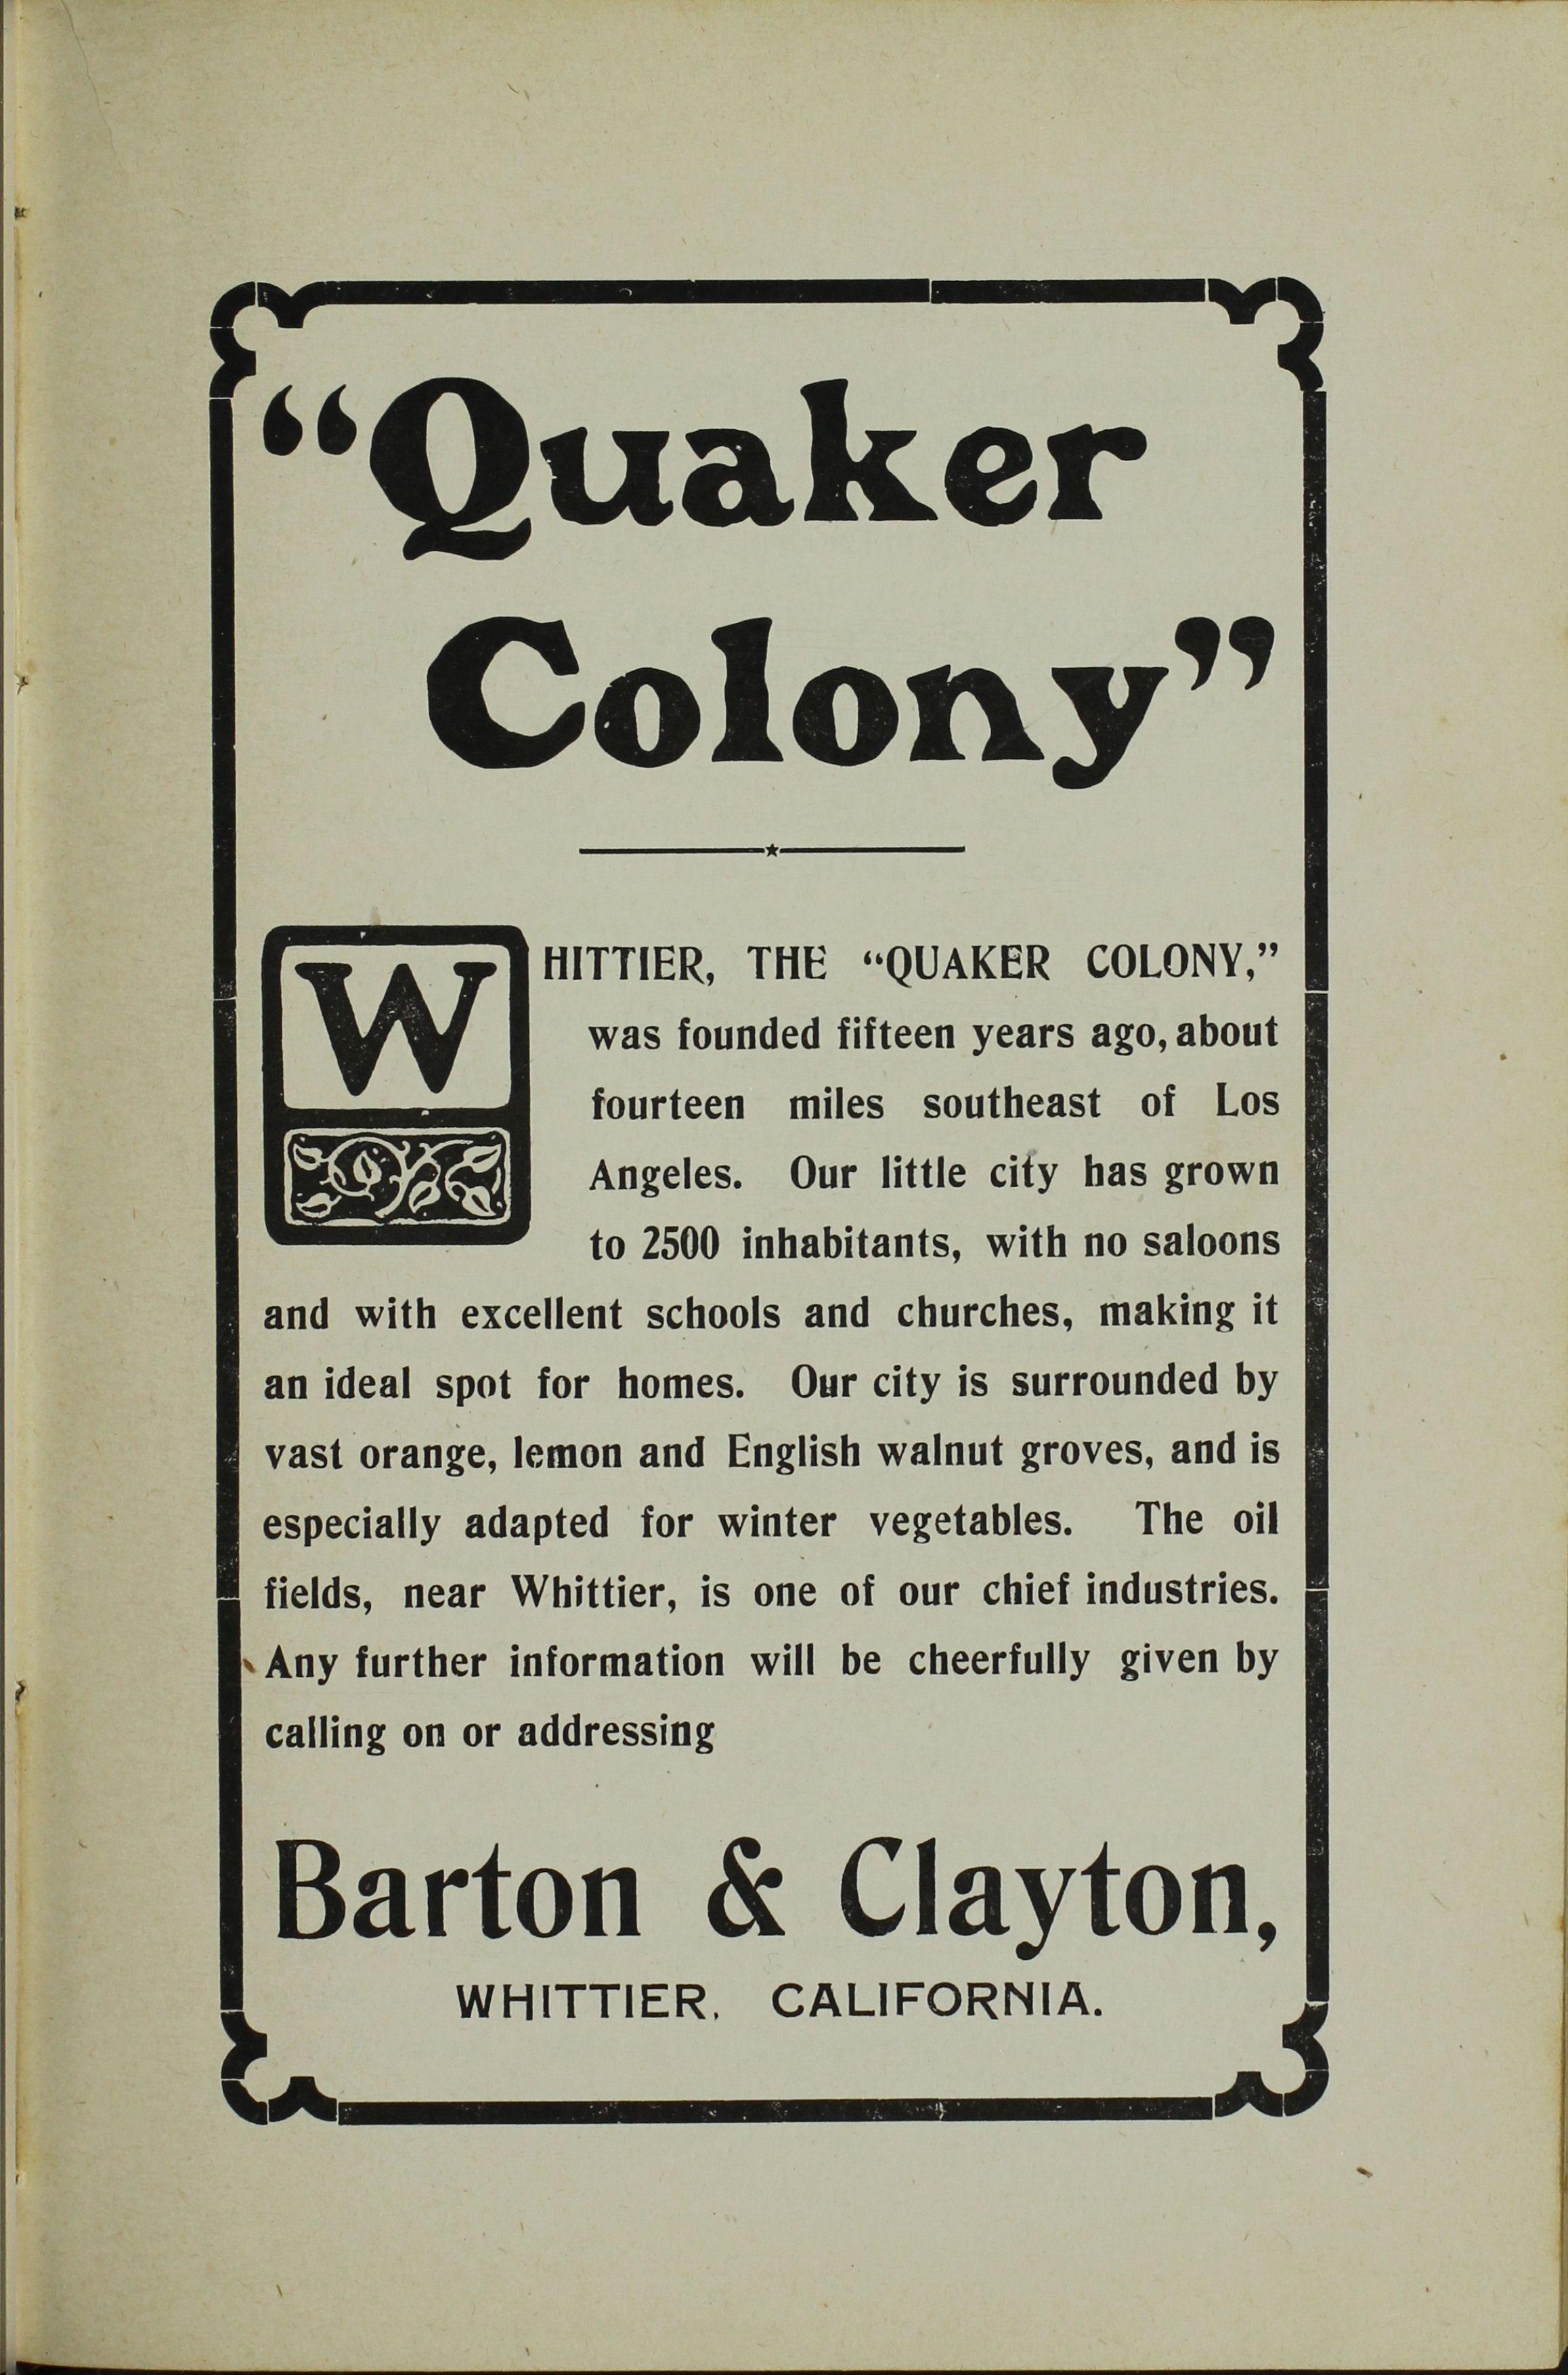 “Quaker
Colony”
WHITTIER, THE “QUAKER COLONY,”
was founded fifteen years ago, about
fourteen miles southeast of Los
Angeles. Our little city has grown
to 2500 inhabitants, with no saloons
and with excellent schools and churches, making it
an ideal spot for homes. Our city is surrounded by
vast orange, lemon and English walnut groves, and is
especially adapted for winter vegetables. The oil
fields, near Whittier, is one of our chief industries.
Any further information will be cheerfully given by
calling on or addressing
Barton & Clayton,
WHITTIER, CALIFORNIA.